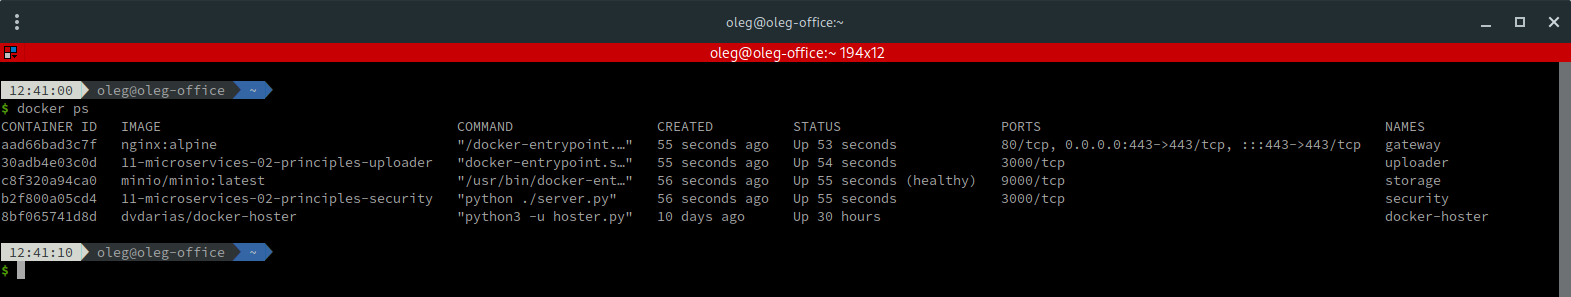 oleg@oleg-office:~
oleg@oleg-office:~ 194x12
12:41:00 oleg@oleg-office ~
$ docker ps
CONTAINER ID IMAGE COMMAND CREATED STATUS PORTS NAMES
aad66bad3c7f nginx:alpine "/docker-entrypoint.…" 55 seconds ago Up 53 seconds 80/tcp, 0.0.0.0:443->443/tcp, :::443->443/tcp gateway
30adb4e03c0d 11-microservices-02-principles-uploader "docker-entrypoint.s…" 55 seconds ago Up 54 seconds 3000/tcp uploader
c8f320a94ca0 minio/minio:latest "/usr/bin/docker-ent…" 56 seconds ago Up 55 seconds (healthy) 9000/tcp storage
b2f800a05cd4 11-microservices-02-principles-security "python ./server.py" 56 seconds ago Up 55 seconds 3000/tcp security
8bf065741d8d dvdarias/docker-hoster "python3 -u hoster.py" 10 days ago Up 30 hours docker-hoster
12:41:10 oleg@oleg-office ~
$